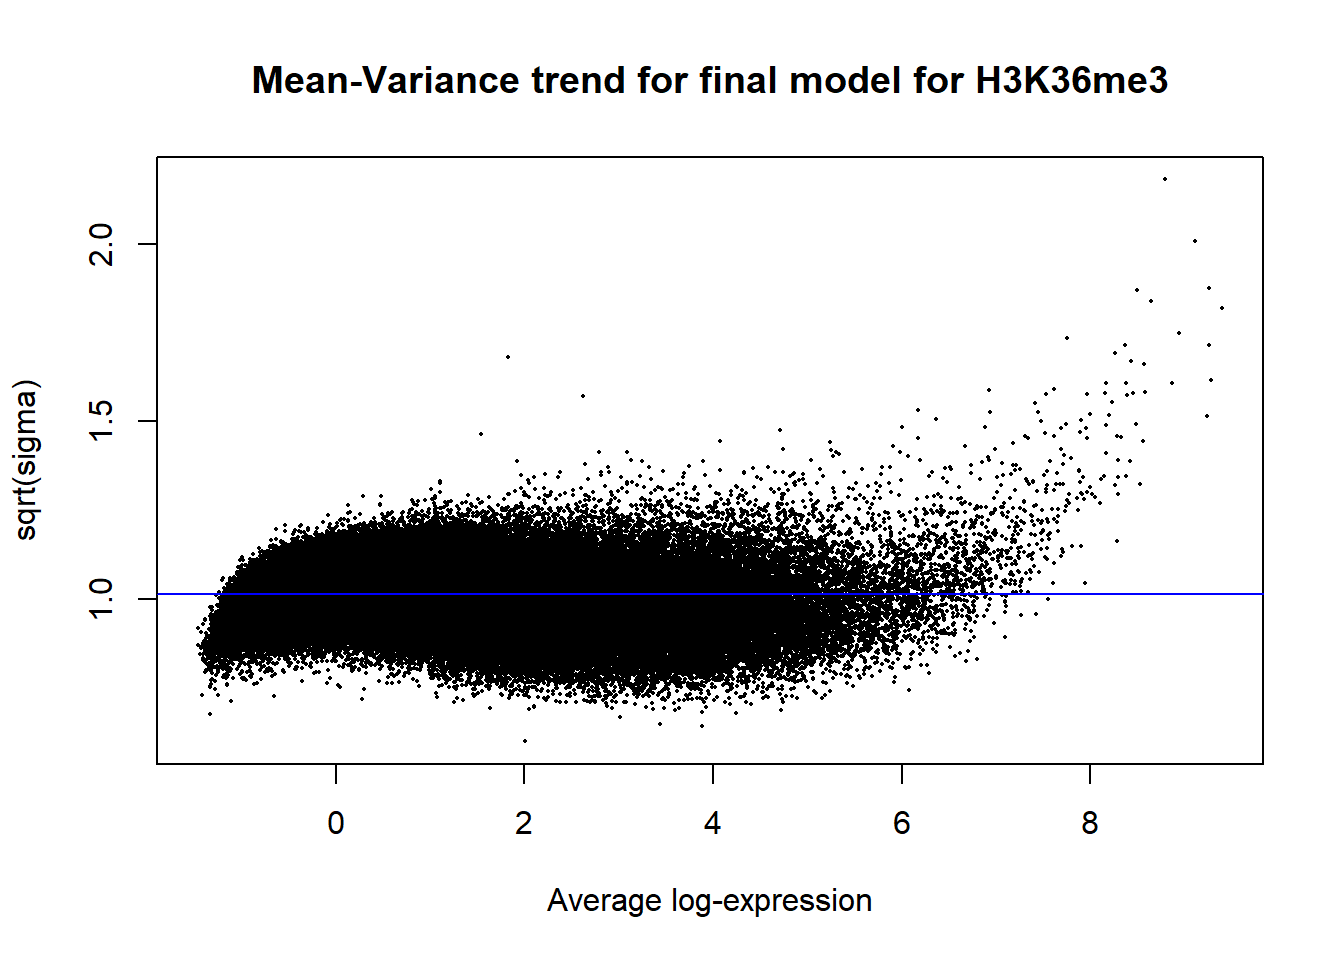 Mean-Variance trend for final model for H3K36me3
2.0
1.5
1.0
sqrt(sigma)
0 2 4 6 8
Average log-expression